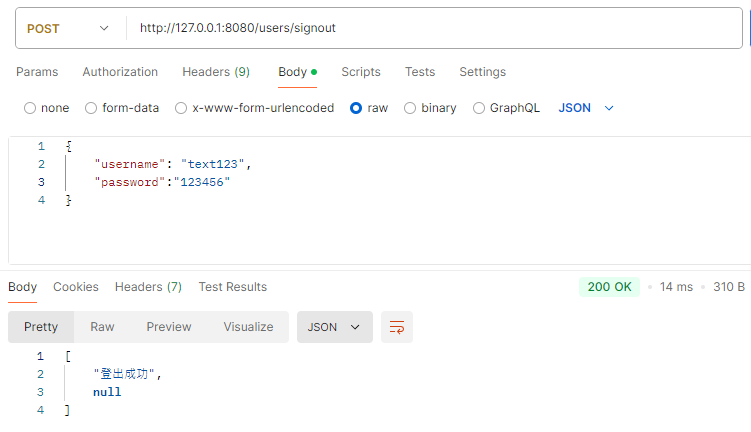 POST http://127.0.0.1:8080/users/signout
Params Authorization Headers (9) Body Scripts Tests Settings
none form-data x-www-form-urlencoded raw binary GraphQL JSON
1 {
2 "username": "text123",
3 "password":"123456"
4 }
Body Cookies Headers (7) Test Results 200 OK 14 ms 310 B
Pretty Raw Preview Visualize JSON
1 [
2 "登出成功",
3 null
4 ]